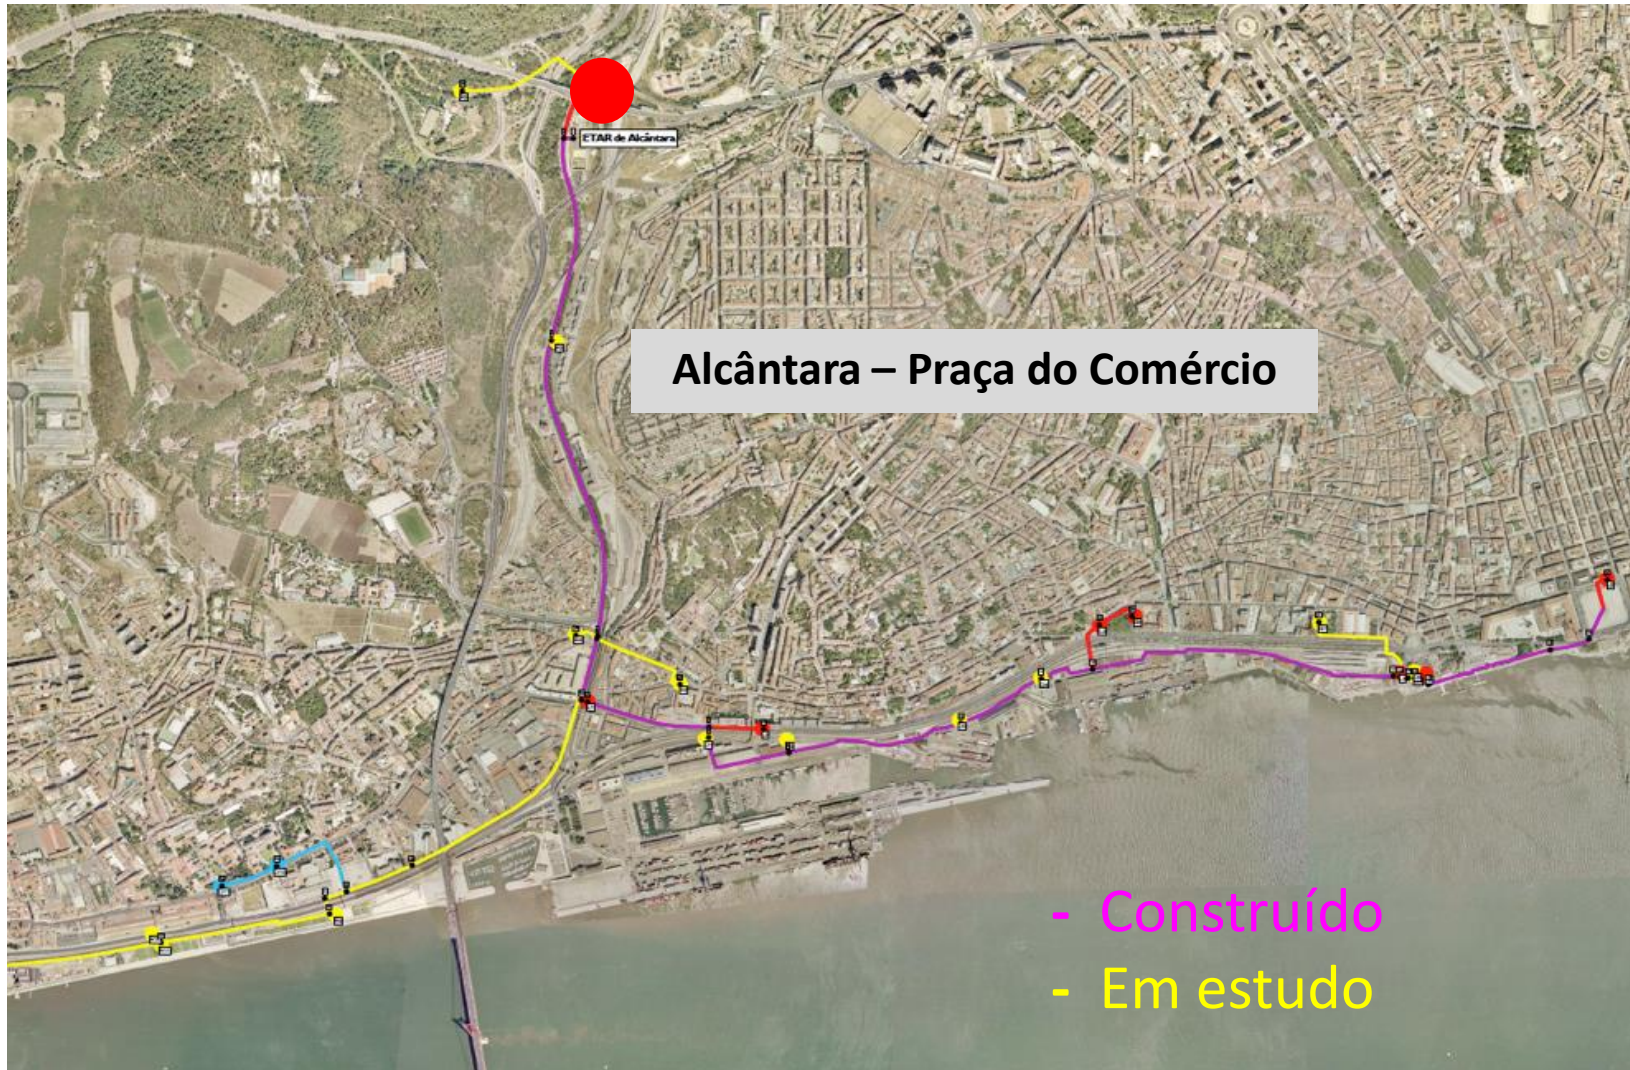 ETAR de Alcântara
Alcântara – Praça do Comércio
- Construído
- Em estudo